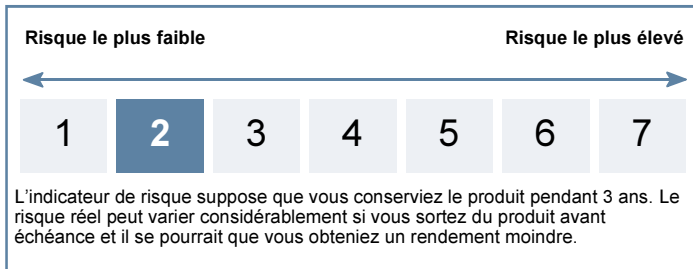 Risque le plus faible Risque le plus élevé
1 2 3 4 5 6 7
L'indicateur de risque suppose que vous conserviez le produit pendant 3 ans. Le
risque réel peut varier considérablement si vous sortez du produit avant
échéance et il se pourrait que vous obteniez un rendement moindre.